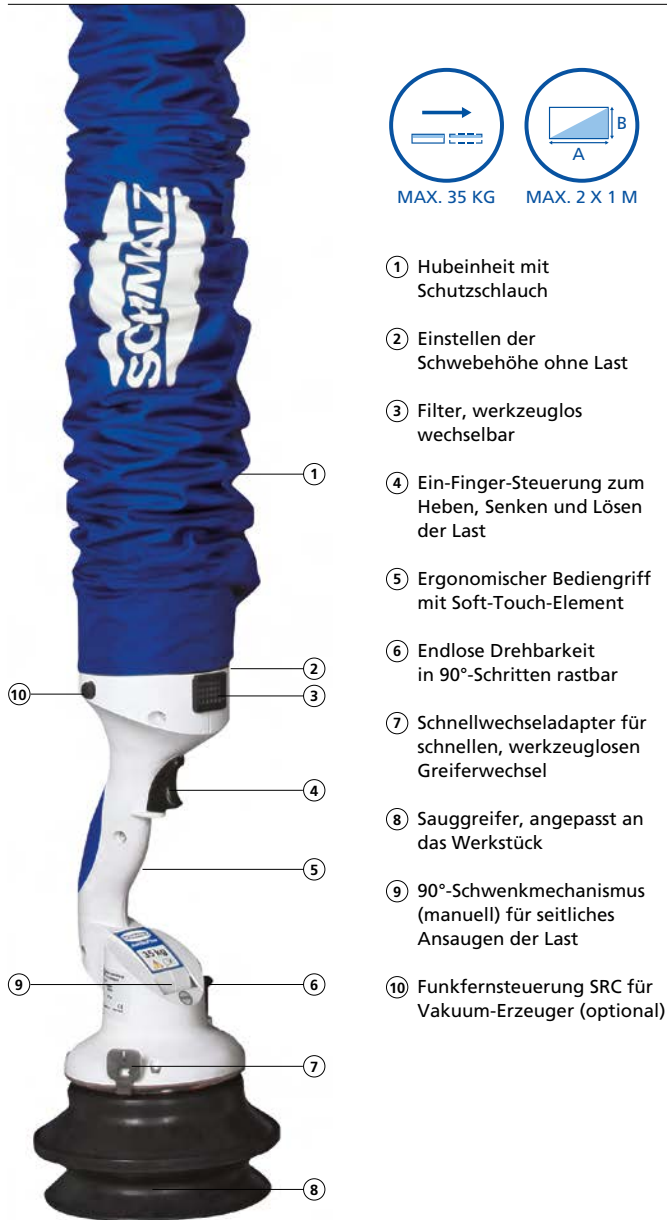 SCHMALZ
B
A
MAX. 35 KG
MAX. 2 X 1 M
1 Hubeinheit mit
Schutzschlauch
2 Einstellen der
Schwebehöhe ohne Last
3 Filter, werkzeuglos
wechselbar
4 Ein-Finger-Steuerung zum
Heben, Senken und Lösen
der Last
5 Ergonomischer Bediengriff
mit Soft-Touch-Element
6 Endlose Drehbarkeit
in 90°-Schritten rastbar
7 Schnellwechseladapter für
schnellen, werkzeuglosen
Greiferwechsel
8 Sauggreifer, angepasst an
das Werkstück
9 90°-Schwenkmechanismus
(manuell) für seitliches
Ansaugen der Last
10 Funkfernsteuerung SRC für
Vakuum-Erzeuger (optional)
1
2
10
3
4
5
35 kg
9
6
7
8